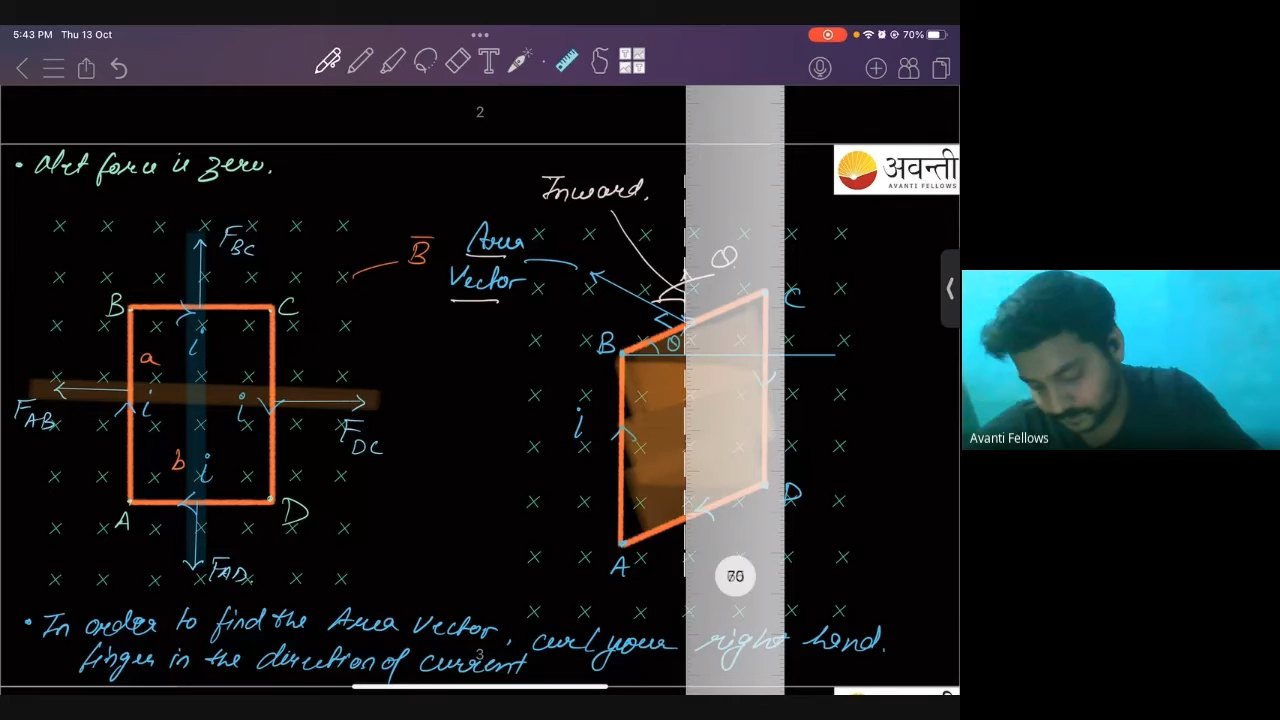 5:43 PM Thu 13 Oct
70%
2
• Net force is zero.
अवन्ती
AVANTI FELLOWS
Inward.
F_BC
B̅
Area
Vector
θ
B
C
i
a
F_AB
i
i
F_DC
b
i
A
D
F_AD
B
θ
C
i
D
A
Avanti Fellows
• In order to find the Area Vector, curl your right hand.
finger in the direction of current
3